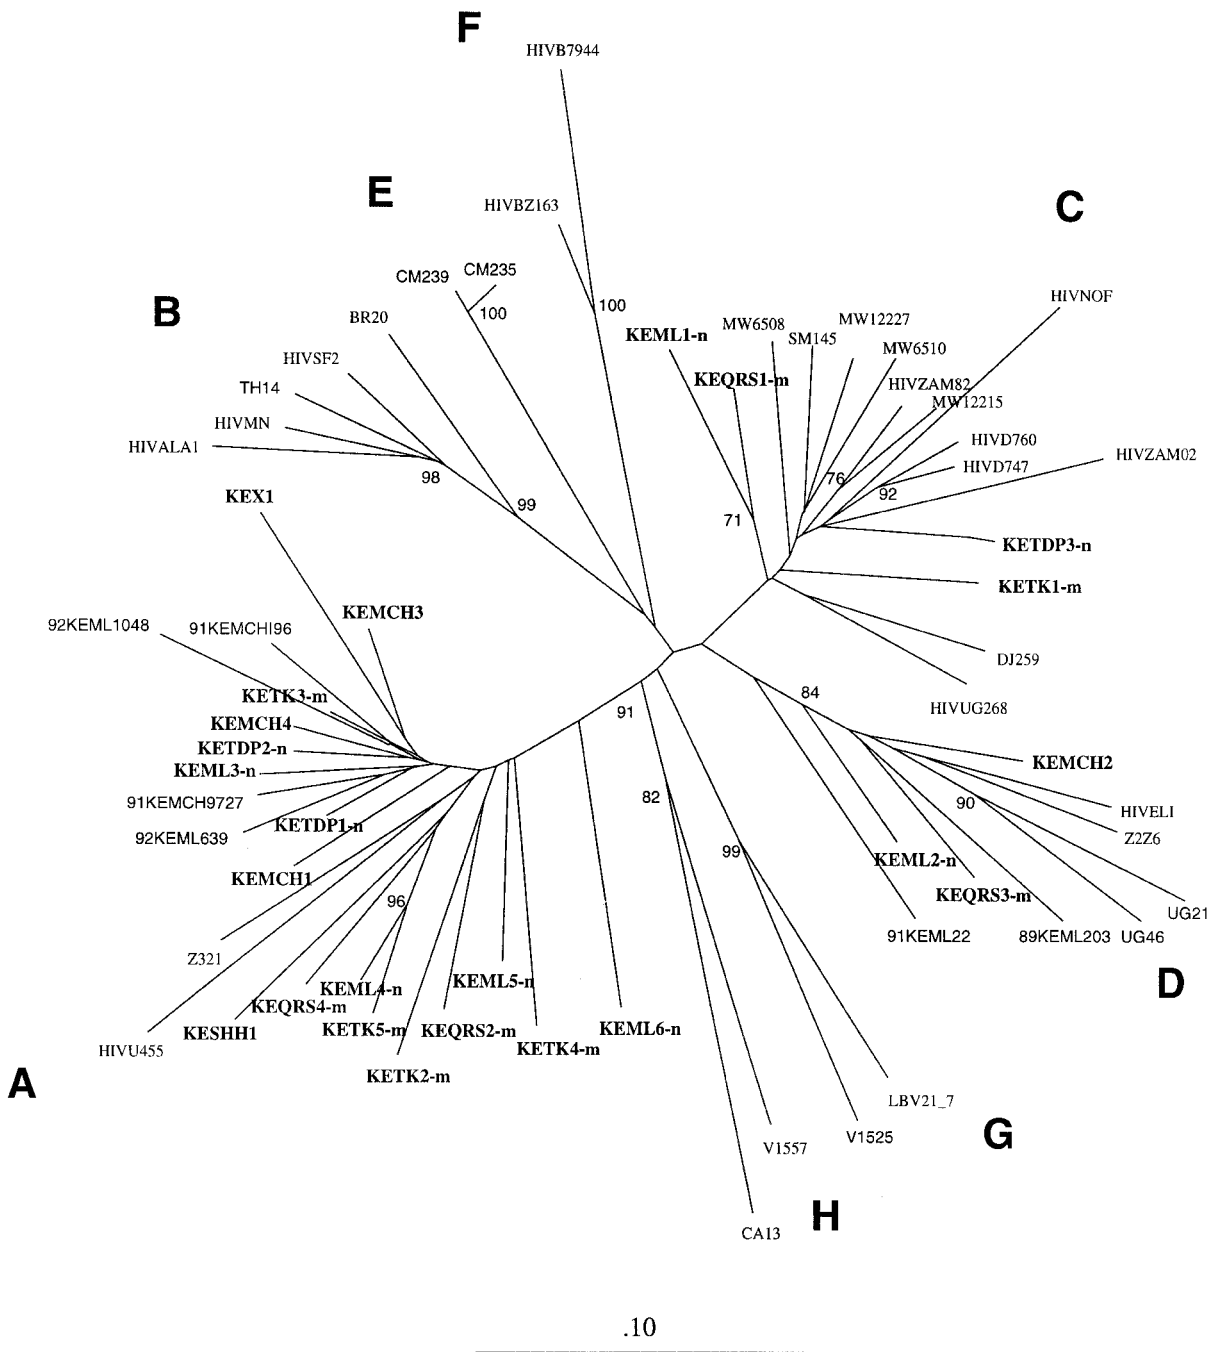 F
HIVB7944
E
HIVBZ163
C
CM239
CM235
B
BR20
100
100
HIVNOF
KEML1-n
MW6508
SM145
MW12227
MW6510
HIVSF2
TH14
KEQRS1-m
HIVZAM82
MW12215
HIVMN
HIVALA1
HIVD760
HIVZAM02
HIVD747
98
76
92
KEX1
99
71
KETDP3-n
KETK1-m
KEMCH3
92KEML1048
91KEMCHI96
DJ259
HIVUG268
KETK3-m
84
91
KEMCH4
KETDP2-n
KEML3-n
KEMCH2
91KEMCH9727
82
90
HIVELI
KETDP1-n
92KEML639
Z2Z6
99
KEML2-n
KEMCH1
KEQRS3-m
96
UG21
91KEML22
89KEML203
UG46
Z321
KEML4-n
KEML5-n
D
KEQRS4-m
KETK5-m
KEQRS2-m
KEML6-n
KESHH1
HIVU455
KETK4-m
KETK2-m
A
LBV21_7
G
V1525
V1557
H
CA13
.10